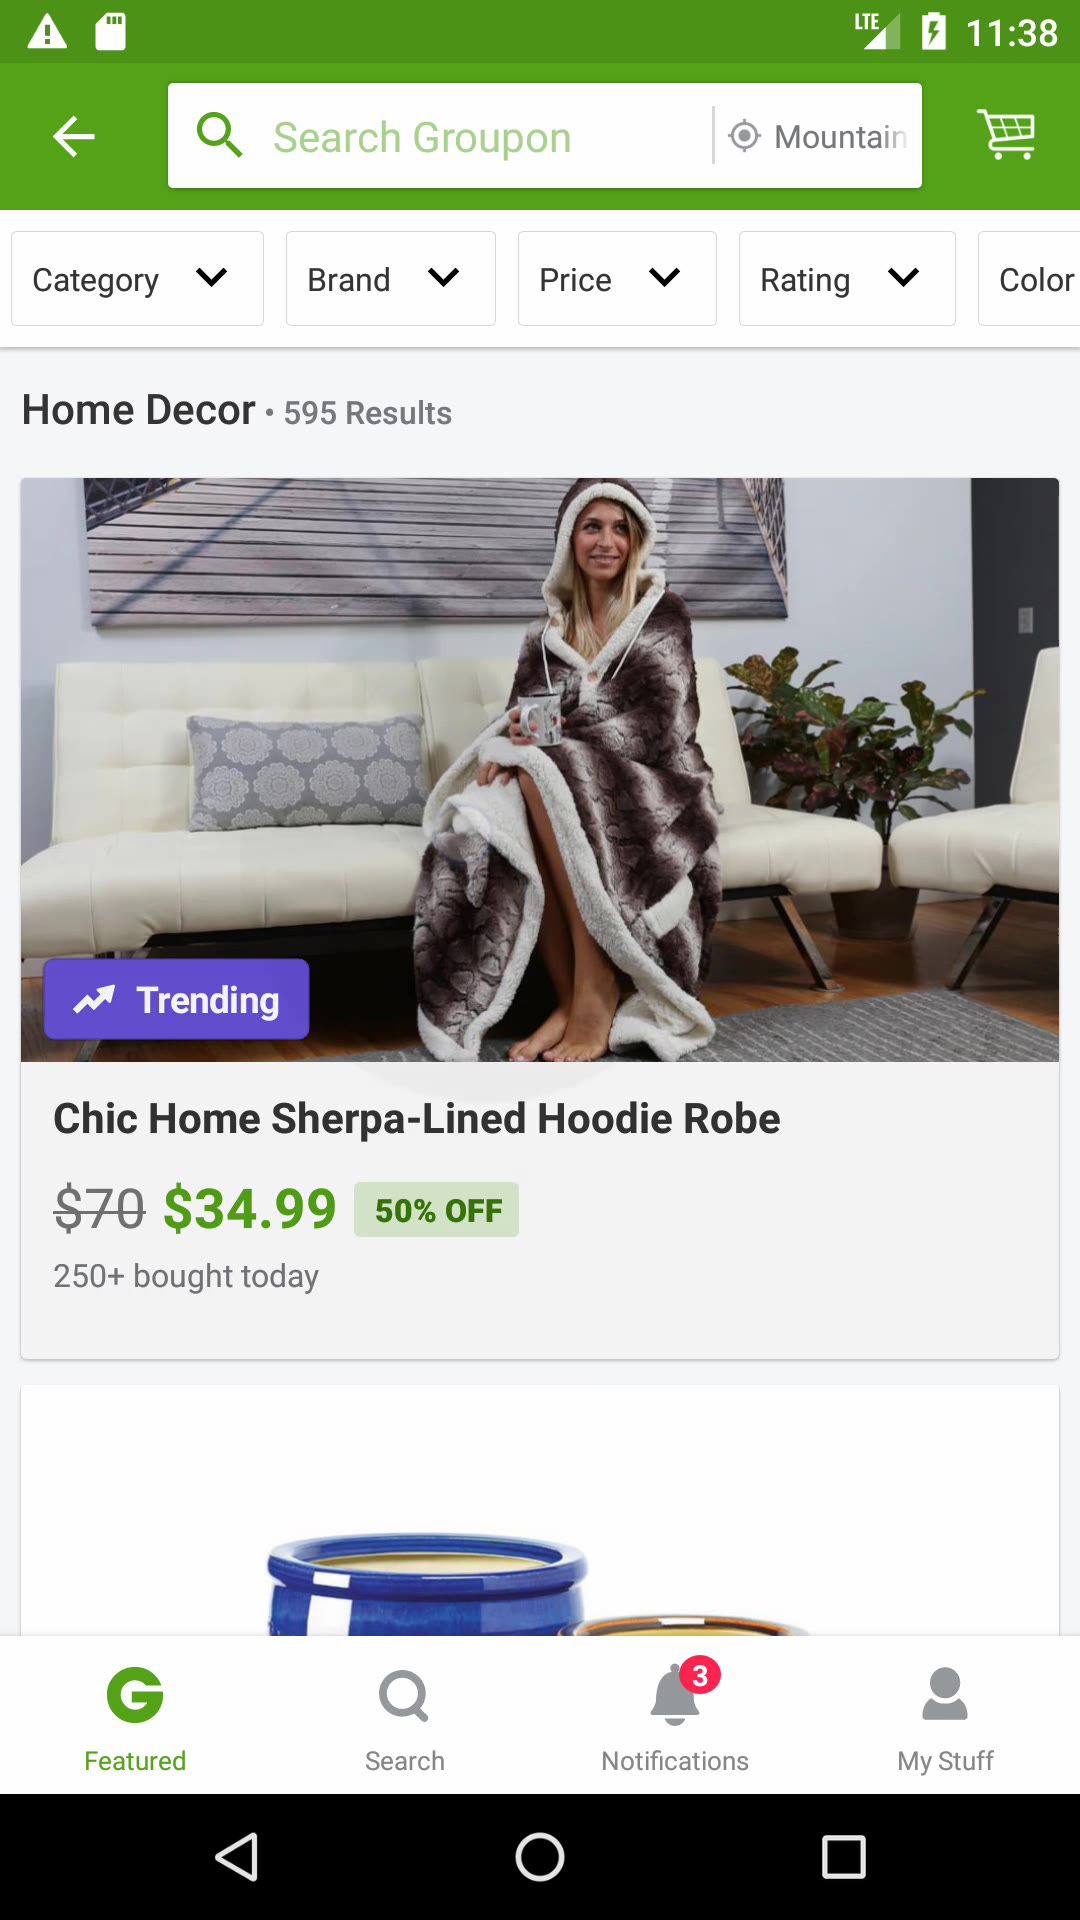 LTE 11:38
Search Groupon Mountain
Category Brand Price Rating Color
Home Decor • 595 Results
Trending
Chic Home Sherpa-Lined Hoodie Robe
$70 $34.99 50% OFF
250+ bought today
3
Featured Search Notifications My Stuff